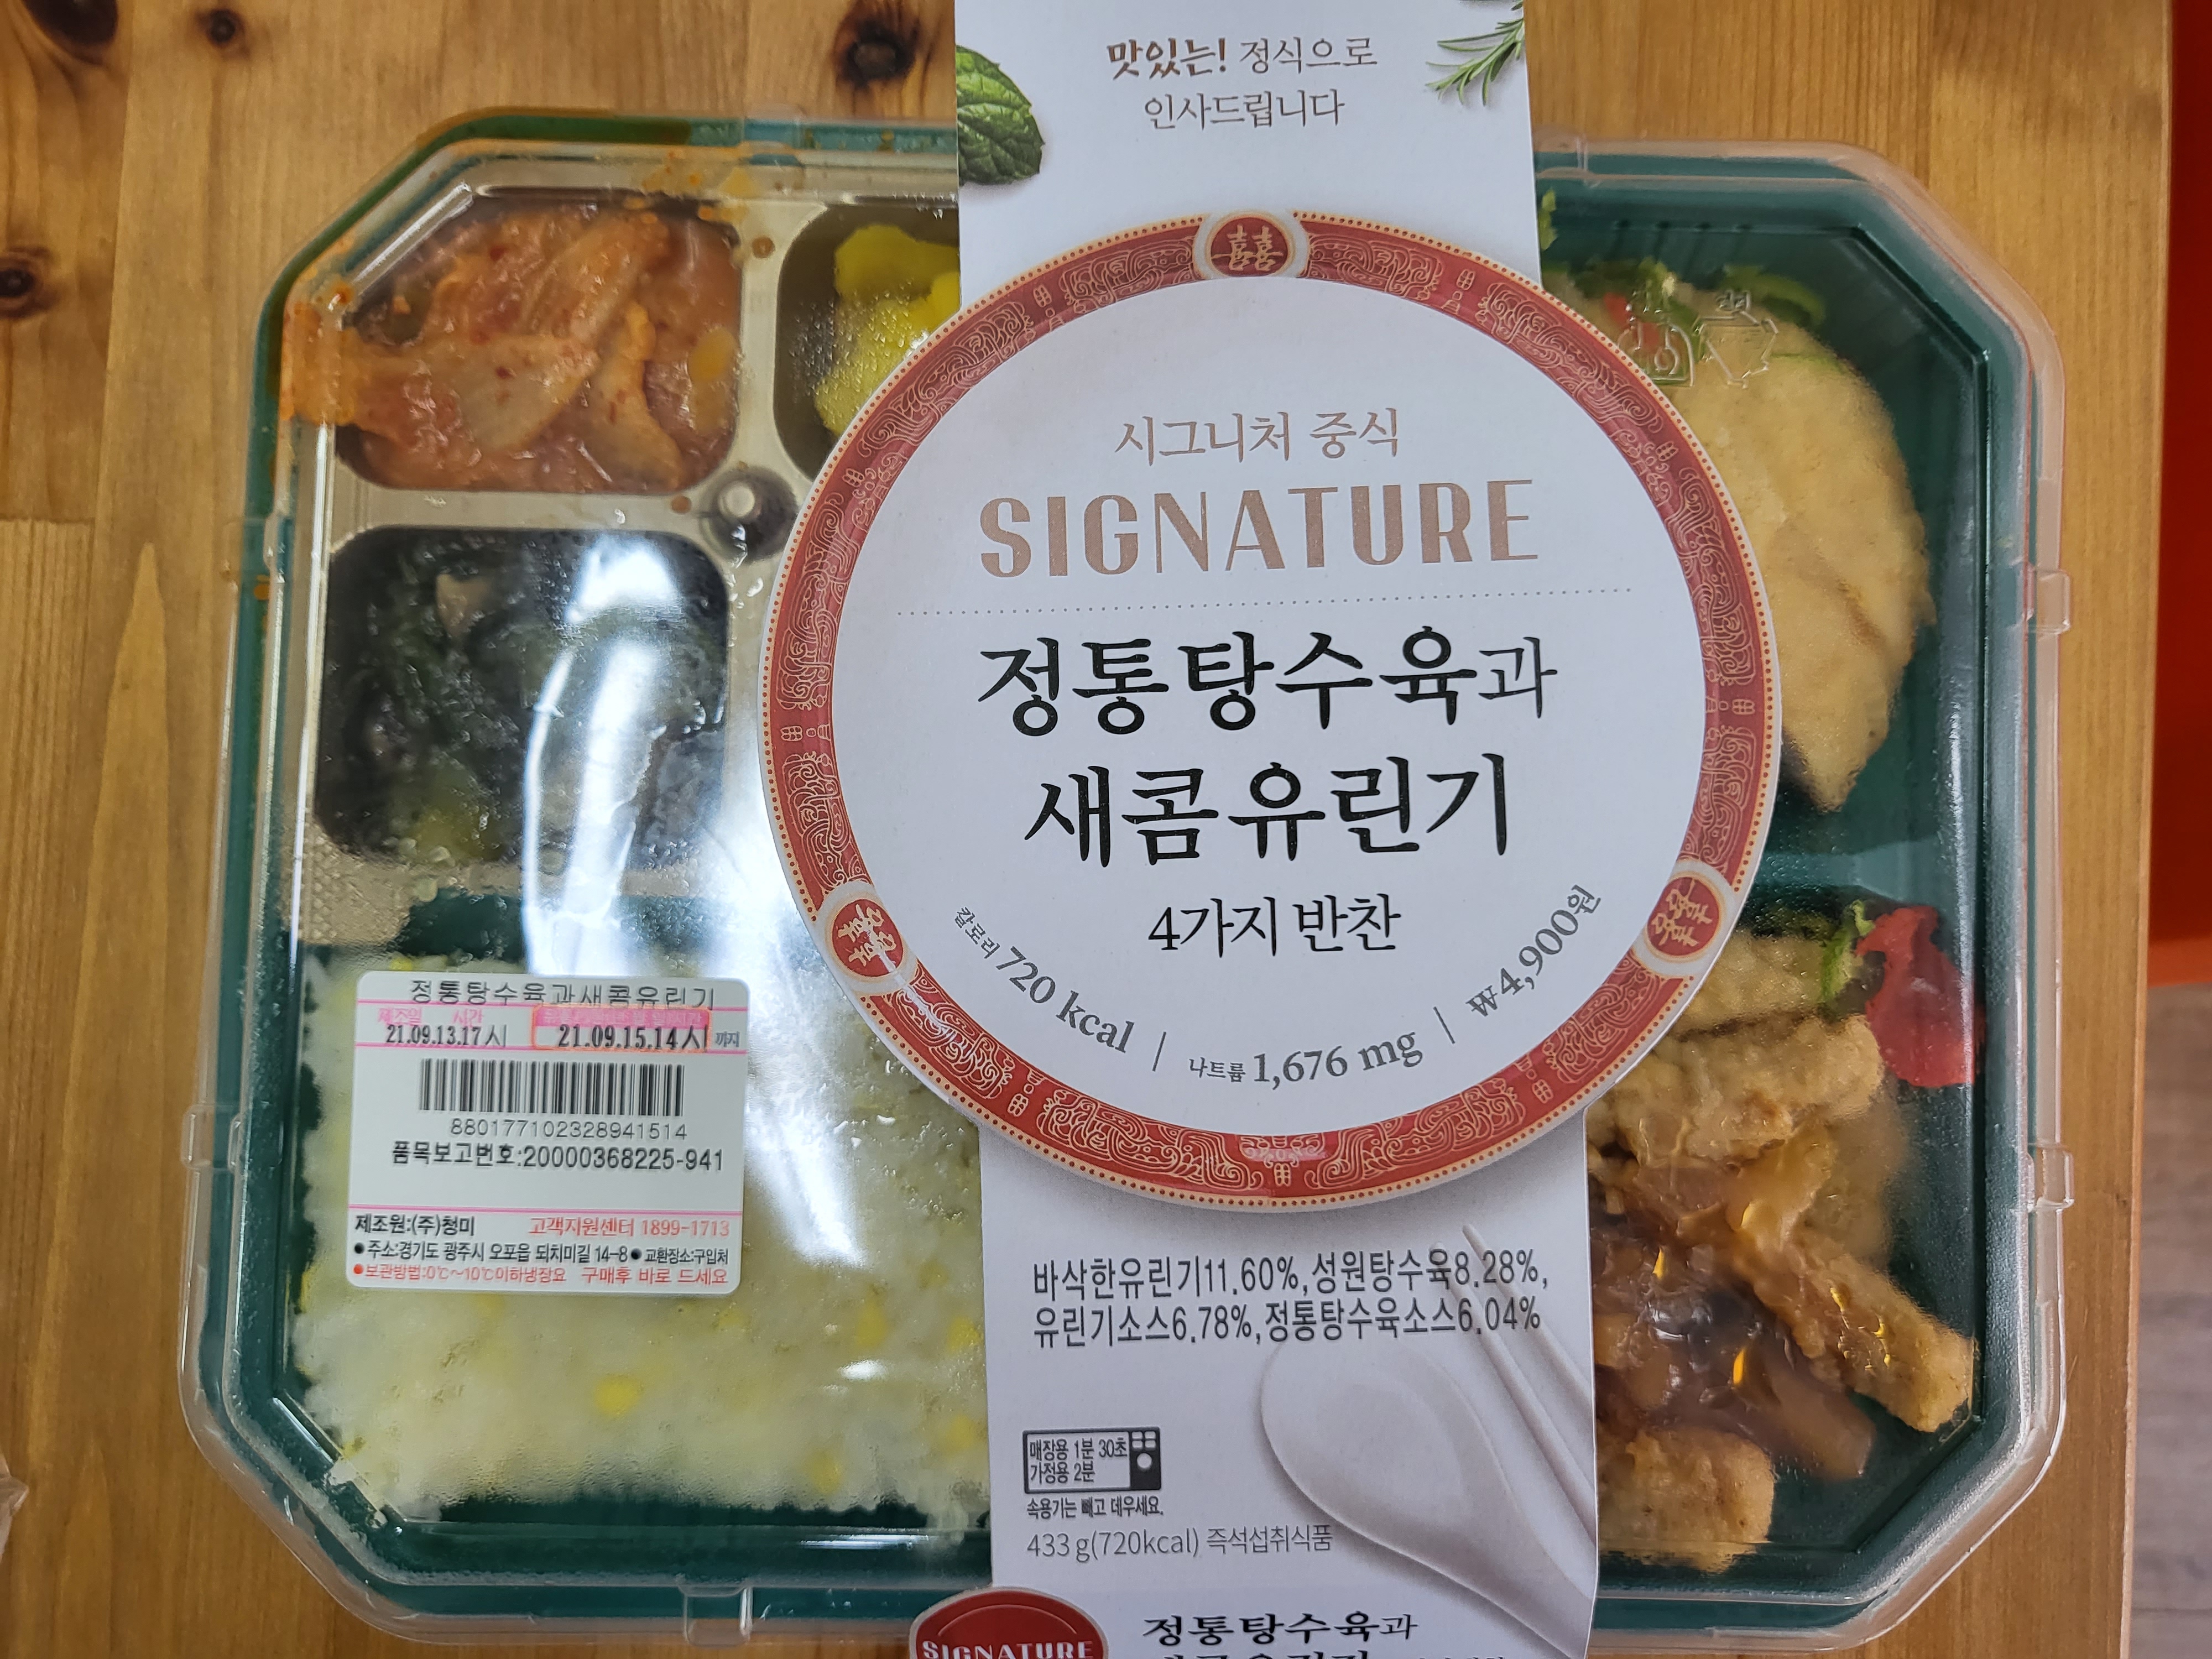 맛있는! 정식으로
인사드립니다
囍
시그니처 중식
SIGNATURE
정통탕수육과
새콤유린기
4가지 반찬
칼로리 720 kcal | 나트륨 1,676 mg | ₩4,900원
정통탕수육과새콤유린기
제조일 시간
21.09.13.17시 21.09.15.14시 까지
880177102328941514
품목보고번호:20000368225-941
제조원:(주)청미 고객지원센터 1899-1713
●주소:경기도 광주시 오포읍 되치미길 14-8● 교환장소:구입처
●보관방법:0℃~10℃이하냉장요 구매후 바로 드세요
바삭한유린기11.60%,성원탕수육8.28%,
유린기소스6.78%,정통탕수육소스6.04%
매장용 1분 30초
가정용 2분
속용기는 빼고 데우세요.
433 g(720kcal) 즉석섭취식품
SIGNATURE
정통탕수육과